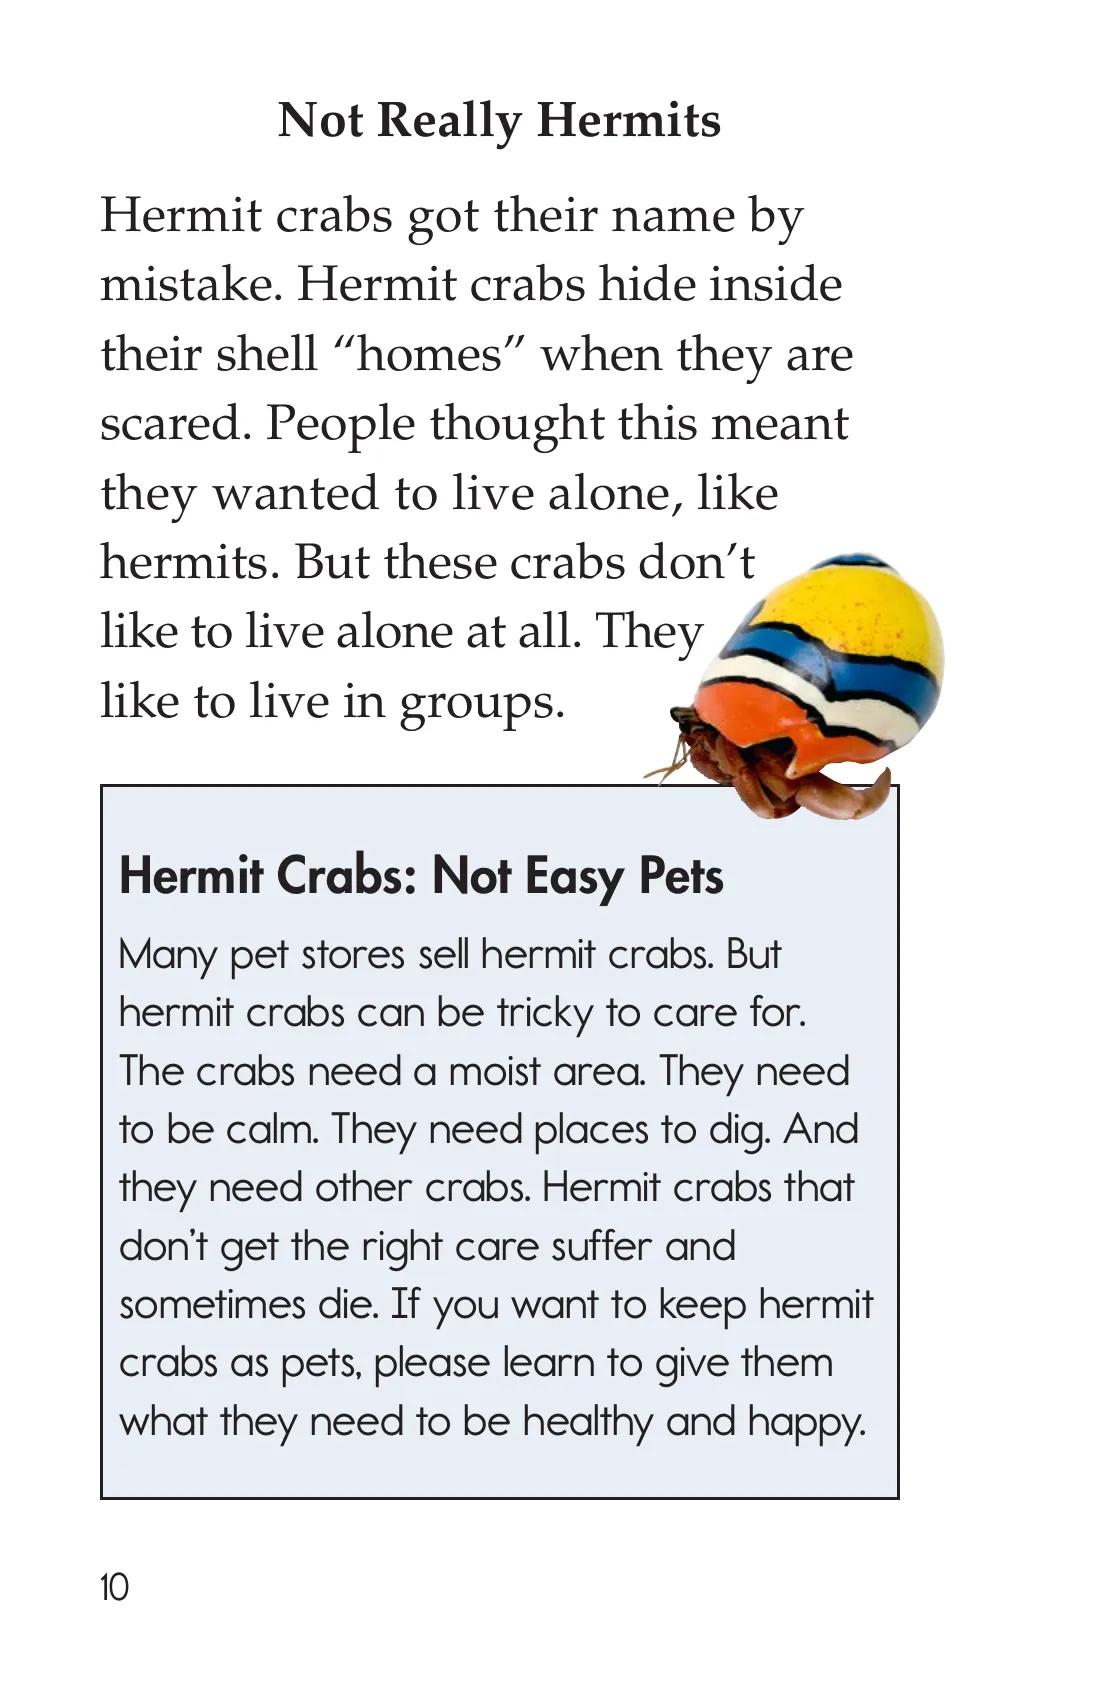 Not Really Hermits
Hermit crabs got their name by
mistake. Hermit crabs hide inside
their shell “homes” when they are
scared. People thought this meant
they wanted to live alone, like
hermits. But these crabs don’t
like to live alone at all. They
like to live in groups.
Hermit Crabs: Not Easy Pets
Many pet stores sell hermit crabs. But
hermit crabs can be tricky to care for.
The crabs need a moist area. They need
to be calm. They need places to dig. And
they need other crabs. Hermit crabs that
don’t get the right care suffer and
sometimes die. If you want to keep hermit
crabs as pets, please learn to give them
what they need to be healthy and happy.
10